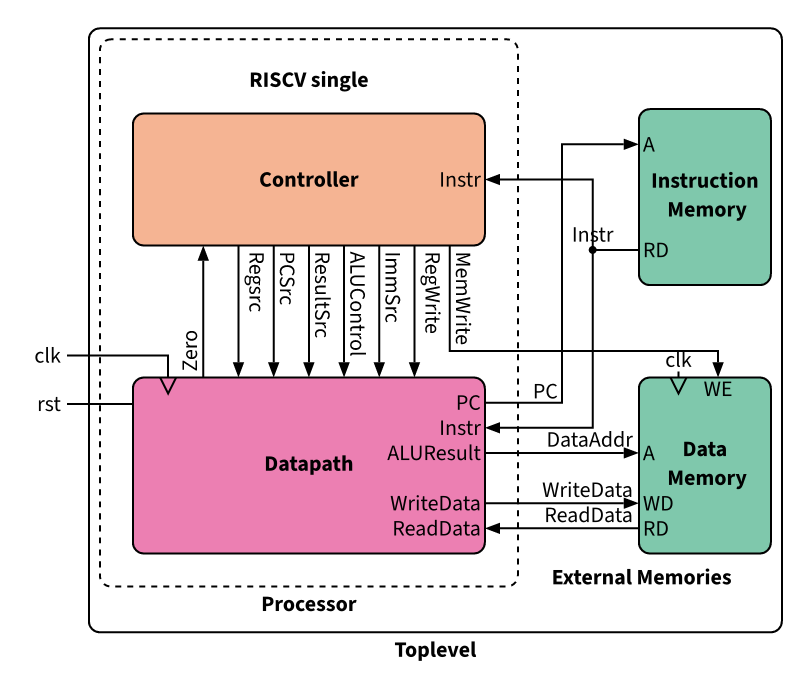 RISCV single
Controller
Instr
A
Instruction
Memory
RD
Instr
Zero
Regsrc
PCSrc
ResultSrc
ALUControl
ImmSrc
RegWrite
MemWrite
clk
rst
clk
WE
PC
PC
Instr
DataAddr
ALUResult
A
Data
Memory
Datapath
WriteData
WriteData
WD
ReadData
ReadData
RD
External Memories
Processor
Toplevel